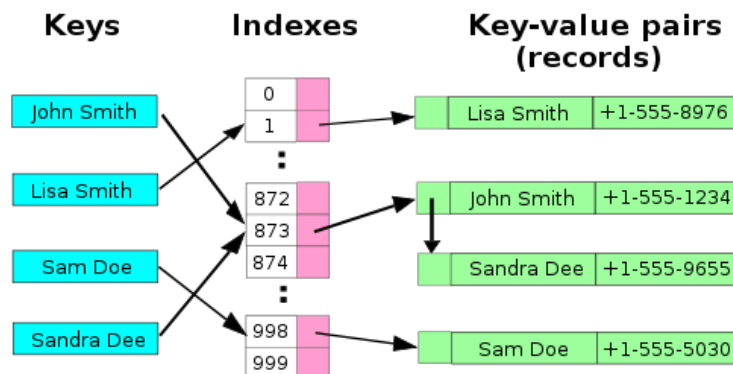 Keys
Indexes
Key-value pairs
(records)
John Smith
Lisa Smith
Sam Doe
Sandra Dee
0
1
:
872
873
874
:
998
999
Lisa Smith +1-555-8976
John Smith +1-555-1234
Sandra Dee +1-555-9655
Sam Doe +1-555-5030